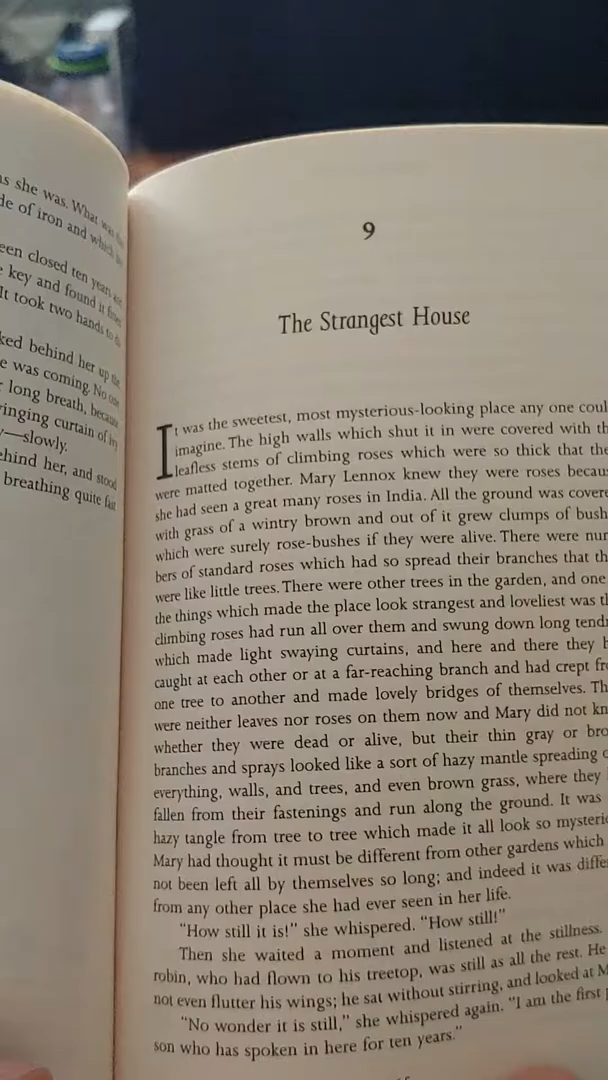 as she was. What was
de of iron and which
een closed ten years
key and found it
It took two hands to
ked behind her up the
e was coming. No one
long breath, because
inging curtain of ivy
y—slowly.
ehind her, and stood
breathing quite fast
9
The Strangest House
It was the sweetest, most mysterious-looking place any one coul
imagine. The high walls which shut it in were covered with th
leafless stems of climbing roses which were so thick that the
were matted together. Mary Lennox knew they were roses becau
she had seen a great many roses in India. All the ground was covere
with grass of a wintry brown and out of it grew clumps of bush
which were surely rose-bushes if they were alive. There were nu
bers of standard roses which had so spread their branches that th
were like little trees. There were other trees in the garden, and one
the things which made the place look strangest and loveliest was th
climbing roses had run all over them and swung down long tend
which made light swaying curtains, and here and there they h
caught at each other or at a far-reaching branch and had crept fr
one tree to another and made lovely bridges of themselves. Th
were neither leaves nor roses on them now and Mary did not kn
whether they were dead or alive, but their thin gray or bro
branches and sprays looked like a sort of hazy mantle spreading
everything, walls, and trees, and even brown grass, where they
fallen from their fastenings and run along the ground. It was
hazy tangle from tree to tree which made it all look so mysterio
Mary had thought it must be different from other gardens which
not been left all by themselves so long; and indeed it was differ
from any other place she had ever seen in her life.
"How still it is!" she whispered. "How still!"
Then she waited a moment and listened at the stillness.
robin, who had flown to his treetop, was still as all the rest. He
not even flutter his wings; he sat without stirring, and looked at M
"No wonder it is still," she whispered again. "I am the first p
son who has spoken in here for ten years."